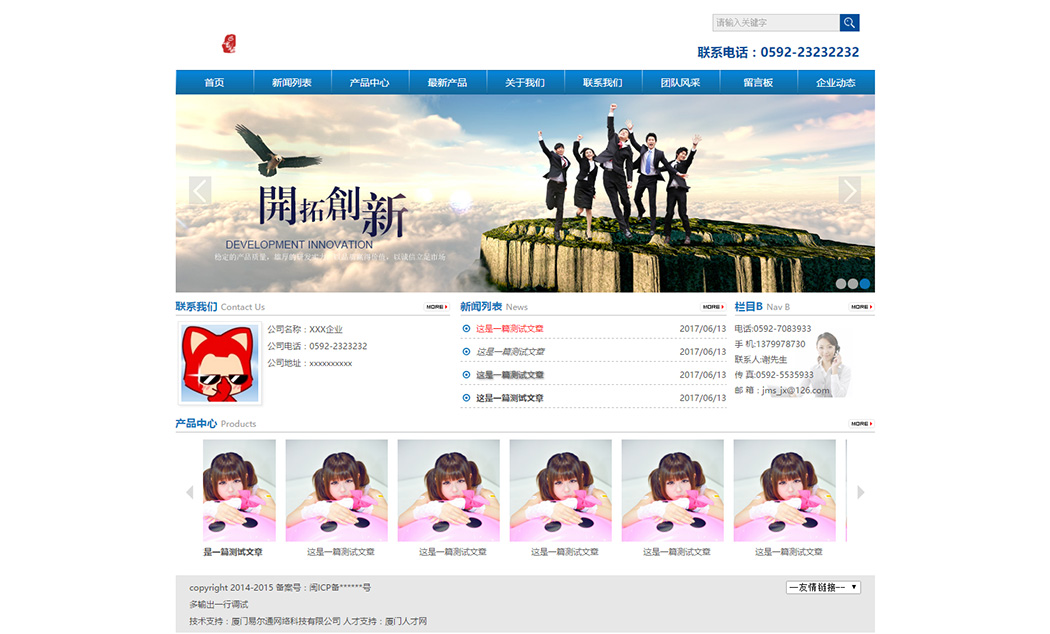 请输入关键字
联系电话：0592-23232232
首页 新闻列表 产品中心 最新产品 关于我们 联系我们 团队风采 留言板 企业动态
開拓創新
DEVELOPMENT INNOVATION
稳定的产品质量，雄厚的
以诚信立足市场
联系我们 Contact Us MORE
公司名称：XXX企业
公司电话：0592-2323232
公司地址：xxxxxxxxxx
新闻列表 News MORE
这是一篇测试文章 2017/06/13
这是一篇测试文章 2017/06/13
这是一篇测试文章 2017/06/13
这是一篇测试文章 2017/06/13
栏目B Nav B MORE
电话:0592-7083933
手 机:1379978730
联系人:谢先生
传 真:0592-5535933
邮 箱：jms_jx@126.com
产品中心 Products MORE
是一篇测试文章
这是一篇测试文章
这是一篇测试文章
这是一篇测试文章
这是一篇测试文章
这是一篇测试文章
copyright 2014-2015 备案号：闽ICP备******号
--友情链接--
多输出一行调试
技术支持：厦门易尔通网络科技有限公司 人才支持：厦门人才网